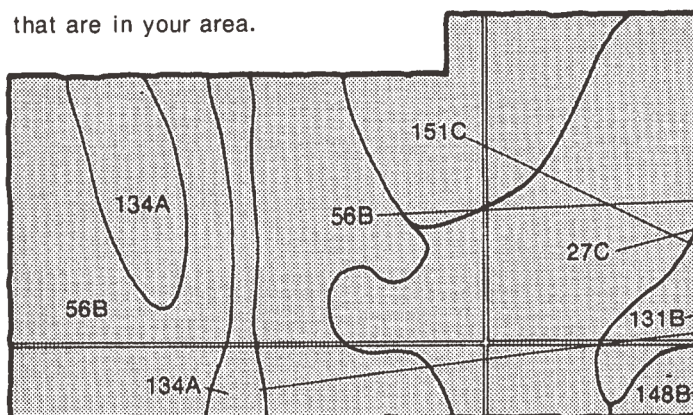 that are in your area.
151C
134A
56B
27C
56B
131B
134A
148B